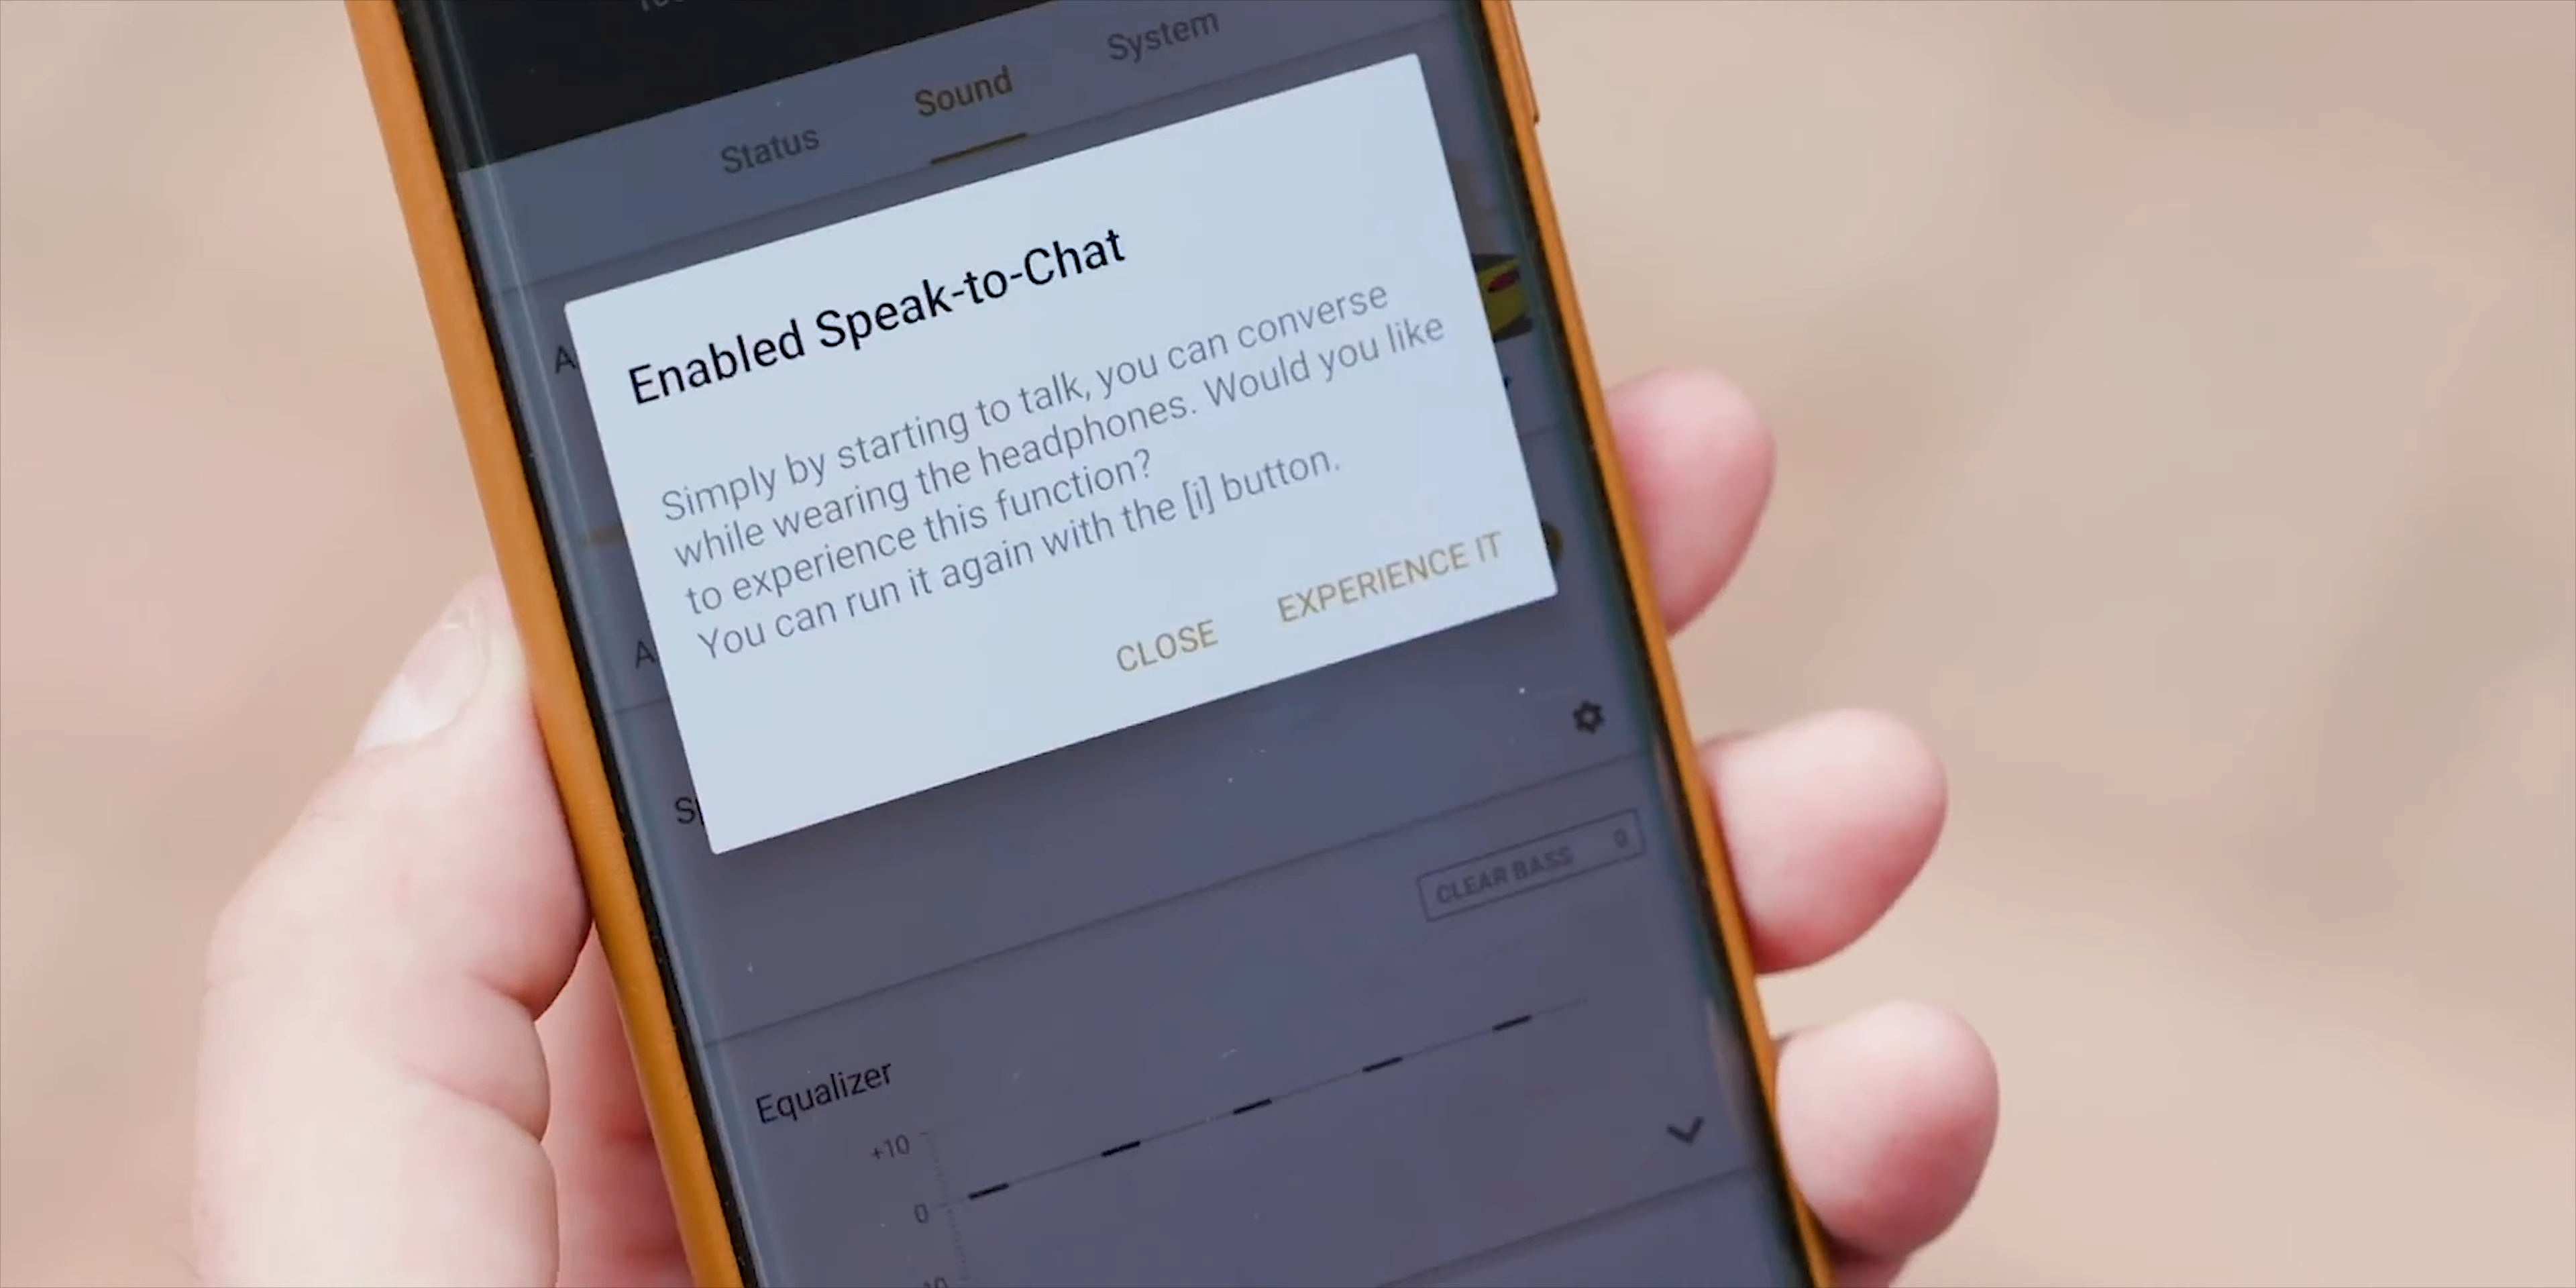 Status
Sound
System
Enabled Speak-to-Chat
Simply by starting to talk, you can converse
while wearing the headphones. Would you like
to experience this function?
You can run it again with the [i] button.
CLOSE
EXPERIENCE IT
CLEAR BASS 0
Equalizer
+10
0